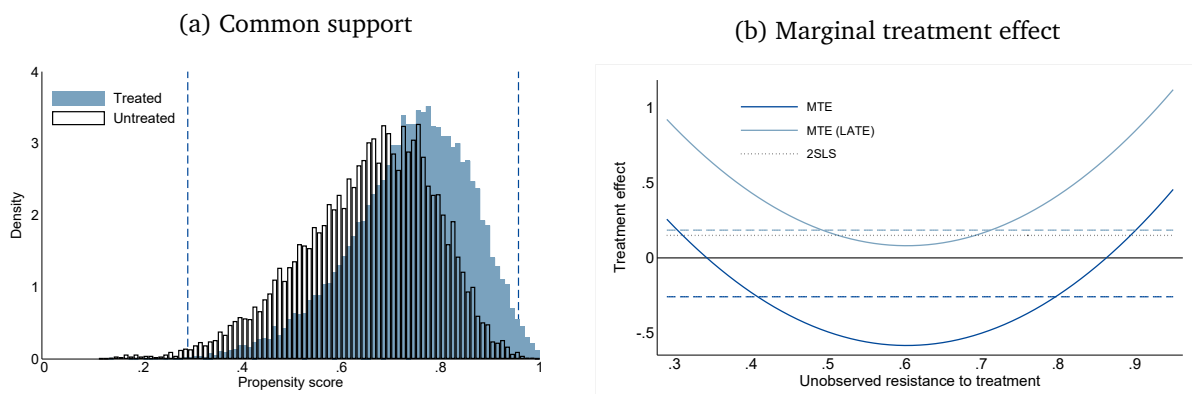 (a) Common support
4
3
2
1
0
Density
Treated
Untreated
0 .2 .4 .6 .8 1
Propensity score
(b) Marginal treatment effect
1
.5
0
-.5
Treatment effect
MTE
MTE (LATE)
2SLS
.3 .4 .5 .6 .7 .8 .9
Unobserved resistance to treatment